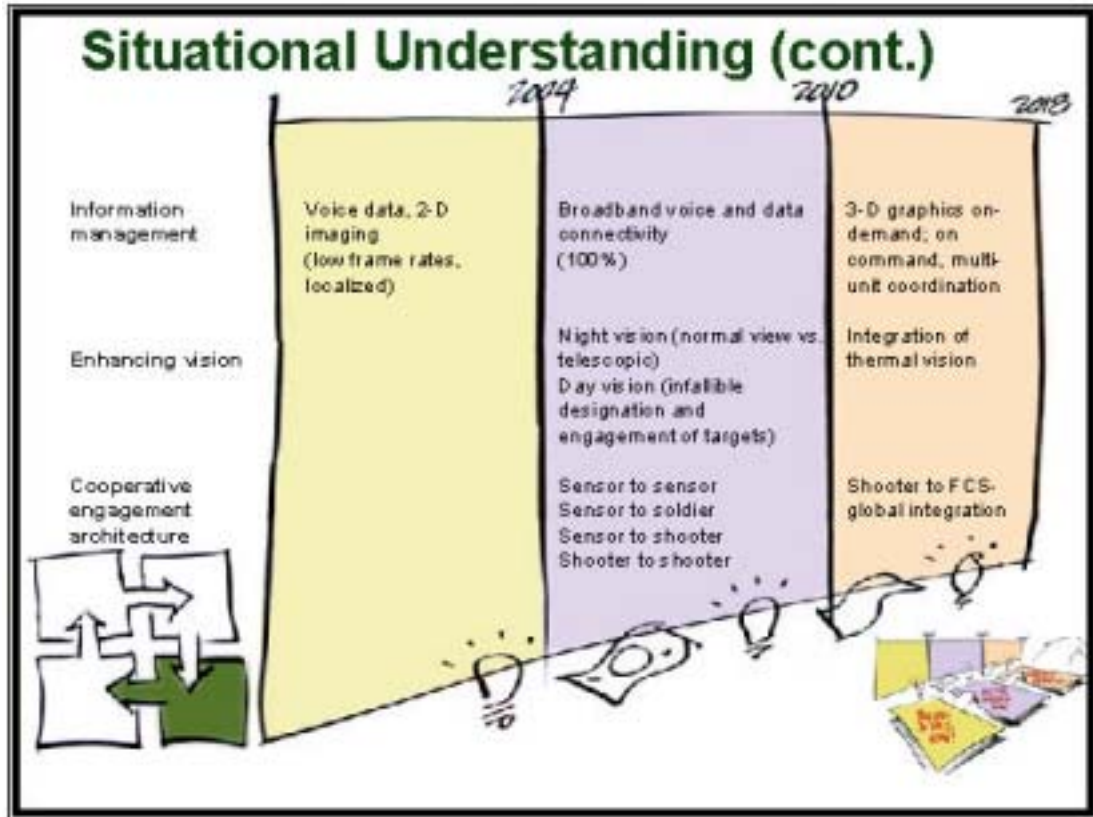 Situational Understanding (cont.)
2004
2010
2018
Information
management
Voice data, 2-D
imaging
(low frame rates,
localized)
Broadband voice and data
connectivity
(100%)
3-D graphics on-
demand; on
command, multi-
unit coordination
Enhancing vision
Night vision (normal view vs.
telescopic)
Day vision (infallible
designation and
engagement of targets)
Integration of
thermal vision
Cooperative
engagement
architecture
Sensor to sensor
Sensor to soldier
Sensor to shooter
Shooter to shooter
Shooter to FCS-
global integration